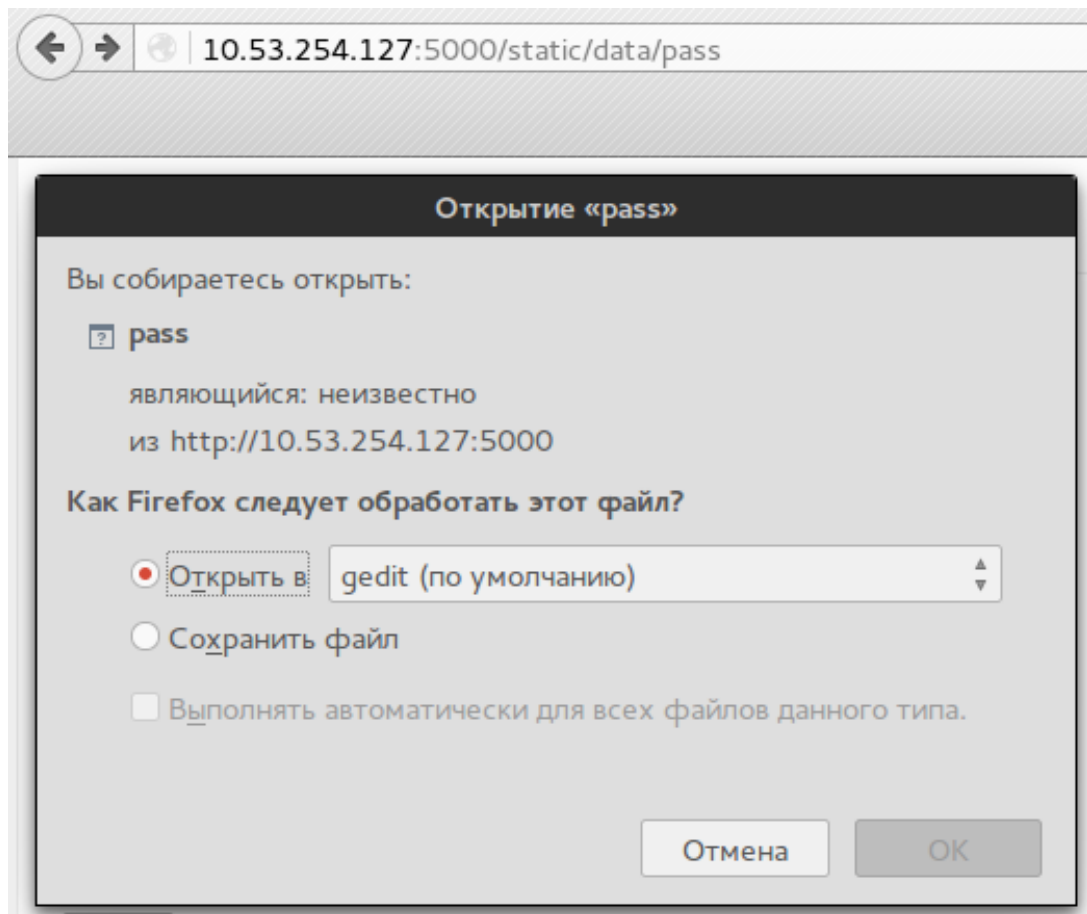 10.53.254.127:5000/static/data/pass
Открытие «pass»
Вы собираетесь открыть:
? pass
являющийся: неизвестно
из http://10.53.254.127:5000
Как Firefox следует обработать этот файл?
Открыть в gedit (по умолчанию)
Сохранить файл
Выполнять автоматически для всех файлов данного типа.
Отмена OK